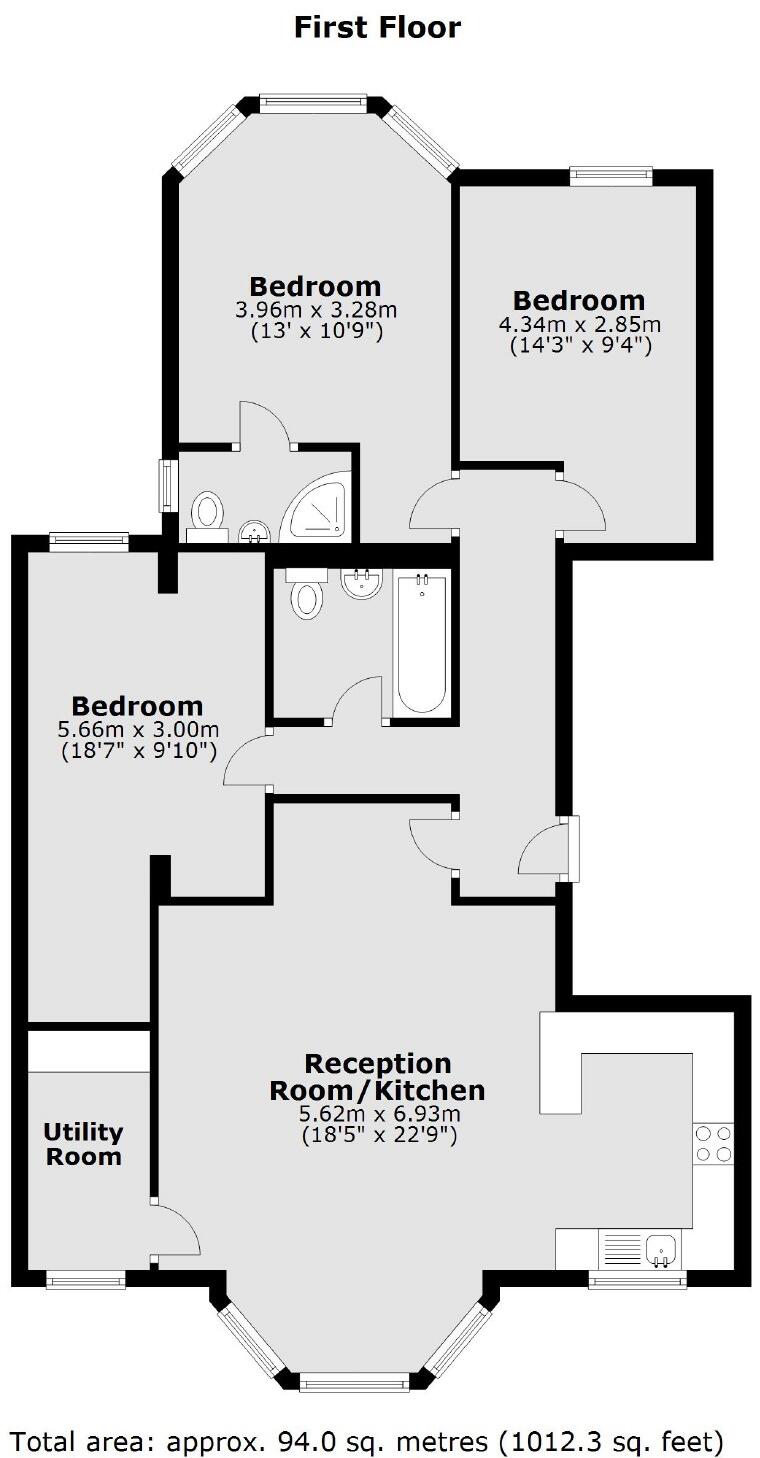 First Floor
Bedroom
3.96m x 3.28m
(13' x 10'9")
Bedroom
4.34m x 2.85m
(14'3" x 9'4")
Bedroom
5.66m x 3.00m
(18'7" x 9'10")
Reception
Room/Kitchen
5.62m x 6.93m
(18'5" x 22'9")
Utility
Room
Total area: approx. 94.0 sq. metres (1012.3 sq. feet)